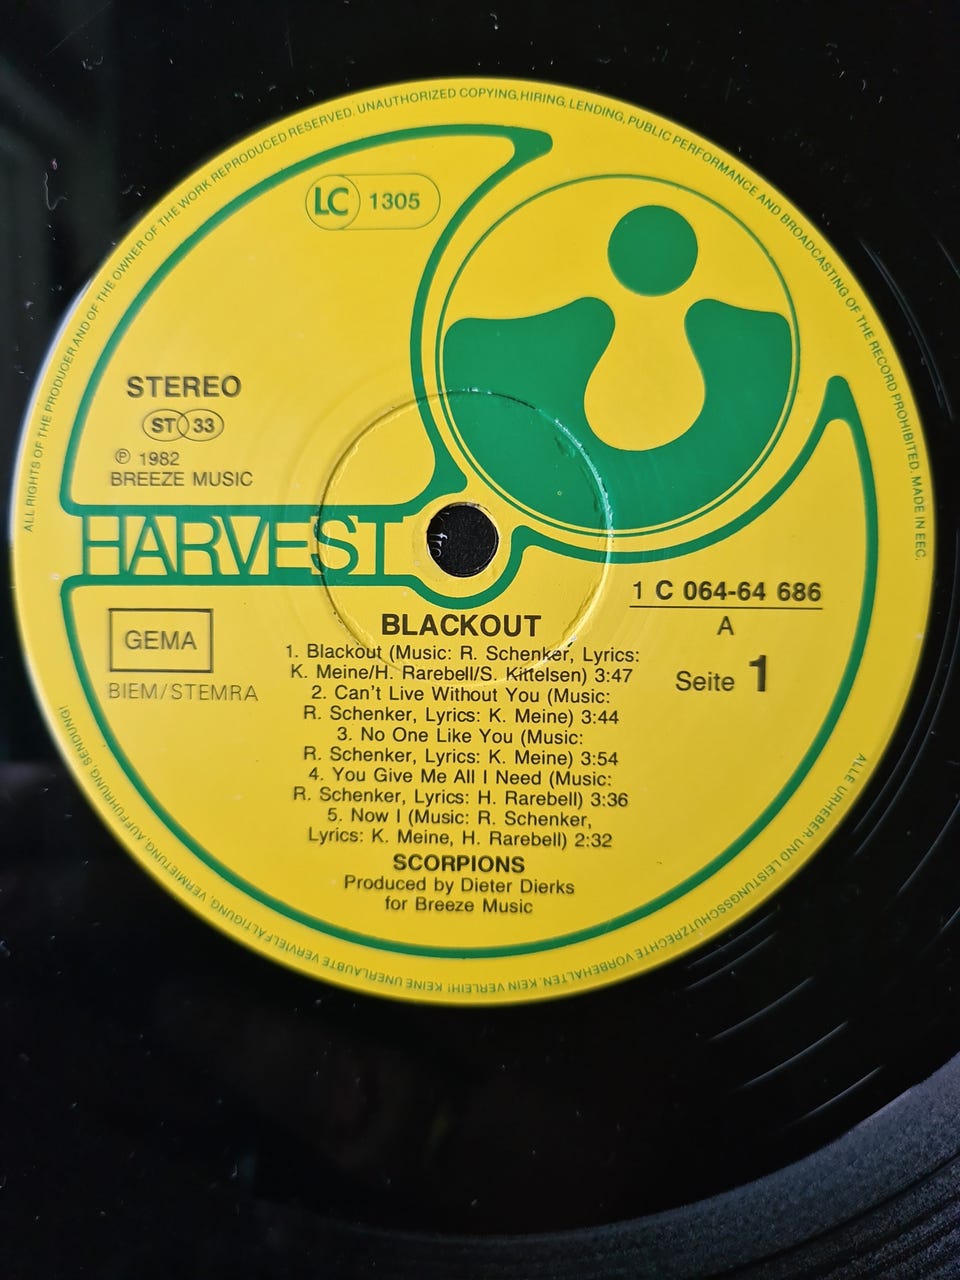 ALL RIGHTS OF THE PRODUCER AND OF THE OWNER OF THE WORK REPRODUCED RESERVED. UNAUTHORIZED COPYING, HIRING, LENDING, PUBLIC PERFORMANCE AND BROADCASTING OF THE RECORD PROHIBITED. MADE IN EEC.
LC 1305
STEREO
ST 33
℗ 1982
BREEZE MUSIC
HARVEST
1 C 064-64 686
A
Seite 1
GEMA
BIEM/STEMRA
BLACKOUT
1. Blackout (Music: R. Schenker, Lyrics:
K. Meine/H. Rarebell/S. Kittelsen) 3:47
2. Can't Live Without You (Music:
R. Schenker, Lyrics: K. Meine) 3:44
3. No One Like You (Music:
R. Schenker, Lyrics: K. Meine) 3:54
4. You Give Me All I Need (Music:
R. Schenker, Lyrics: H. Rarebell) 3:36
5. Now I (Music: R. Schenker,
Lyrics: K. Meine, H. Rarebell) 2:32
SCORPIONS
Produced by Dieter Dierks
for Breeze Music
ALLE URHEBER- UND LEISTUNGSSCHUTZRECHTE VORBEHALTEN. KEIN VERLEIH! KEINE UNERLAUBTE VERVIELFÄLTIGUNG, VERMIETUNG, AUFFÜHRUNG, SENDUNG!